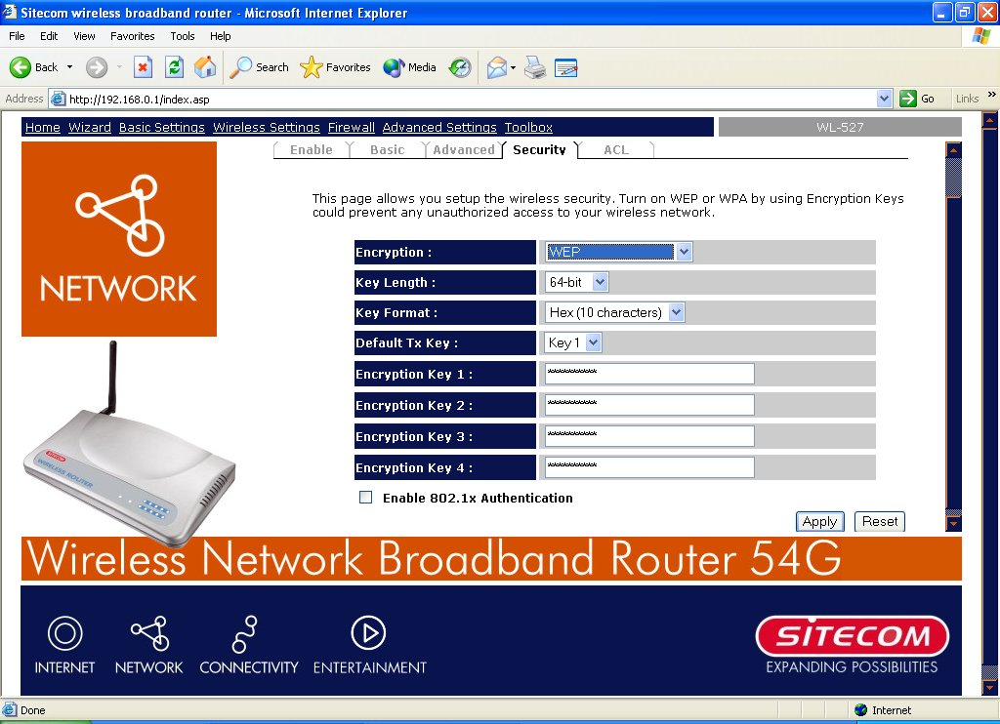 Sitecom wireless broadband router - Microsoft Internet Explorer
File Edit View Favorites Tools Help
Back Search Favorites Media
Address http://192.168.0.1/index.asp Go Links »
Home Wizard Basic Settings Wireless Settings Firewall Advanced Settings Toolbox WL-527
Enable Basic Advanced Security ACL
This page allows you setup the wireless security. Turn on WEP or WPA by using Encryption Keys
could prevent any unauthorized access to your wireless network.
NETWORK
Encryption : WEP
Key Length : 64-bit
Key Format : Hex (10 characters)
Default Tx Key : Key 1
Encryption Key 1 : **********
Encryption Key 2 : **********
Encryption Key 3 : **********
Encryption Key 4 : **********
SITECOM
WIRELESS ROUTER
Enable 802.1x Authentication
Apply Reset
Wireless Network Broadband Router 54G
INTERNET NETWORK CONNECTIVITY ENTERTAINMENT
SITECOM
EXPANDING POSSIBILITIES
Done Internet